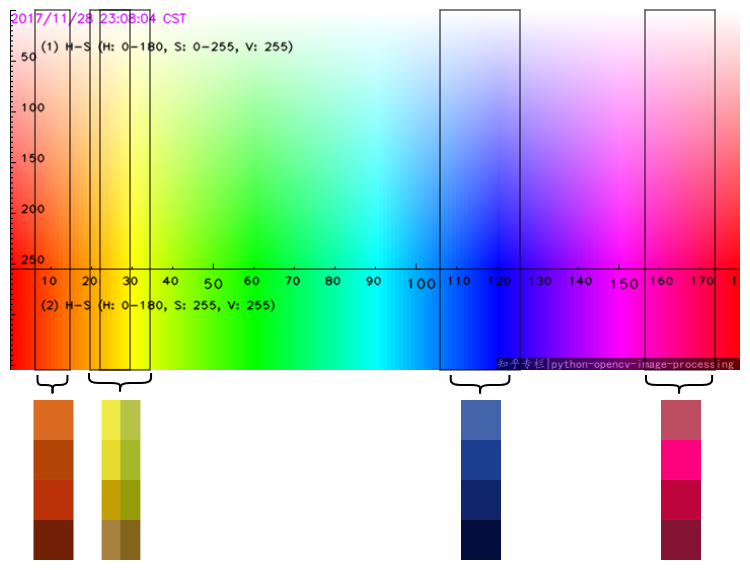 2017/11/28 23:08:04 CST
(1) H-S (H: 0-180, S: 0-255, V: 255)
50
100
150
200
250
10 20 30 40 50 60 70 80 90 100 110 120 130 140 150 160 170 1
(2) H-S (H: 0-180, S: 255, V: 255)
知乎专栏|python-opencv-image-processing